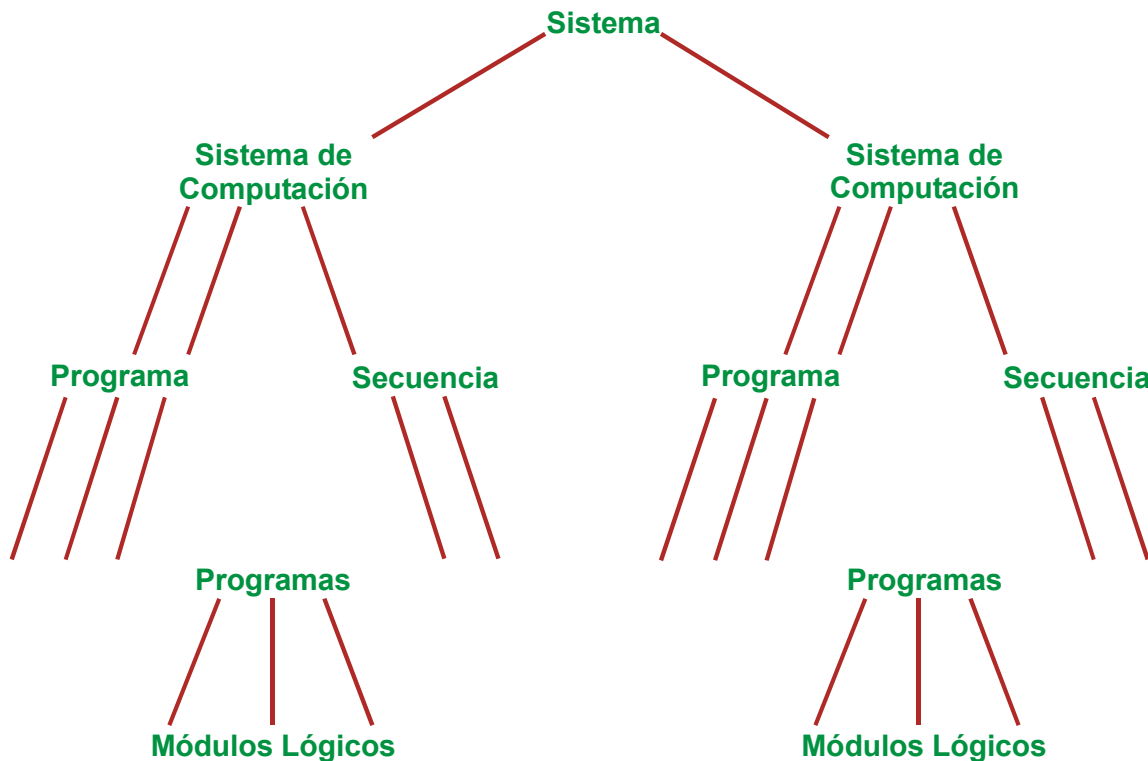 Sistema
Sistema de
Computación
Sistema de
Computación
Programa
Secuencia
Programa
Secuencia
Programas
Programas
Módulos Lógicos
Módulos Lógicos